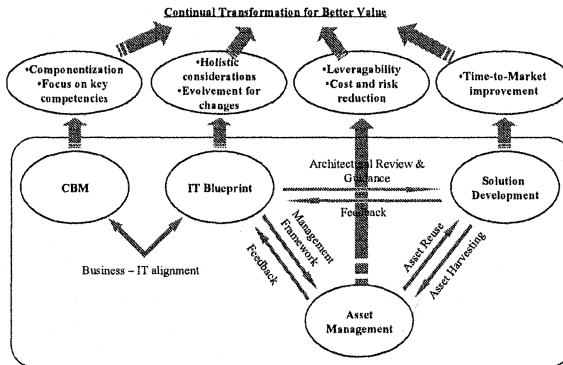 Continual Transformation for Better Value
•Componentization
•Focus on key
competencies
•Holistic
considerations
•Evolvement for
changes
•Leveragability
•Cost and risk
reduction
•Time-to-Market
improvement
CBM
IT Blueprint
Architectural Review &
Guidance
Feedback
Solution
Development
Business – IT alignment
Management
Framework
Feedback
Asset Reuse
Asset Harvesting
Asset
Management